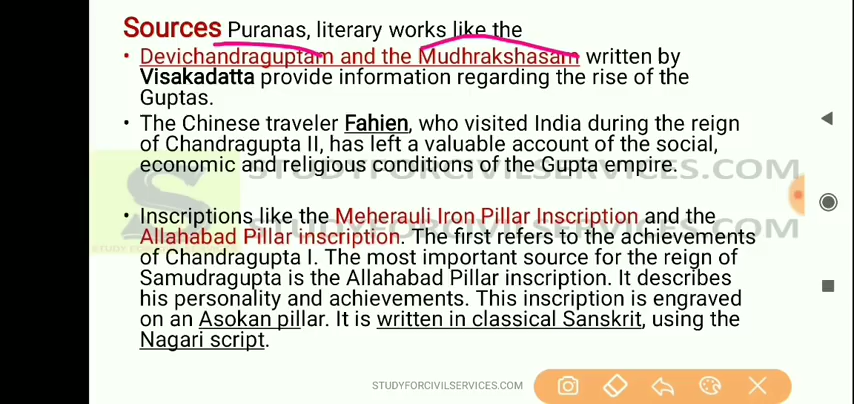 Sources Puranas, literary works like the
• Devichandraguptam and the Mudhrakshasam written by
Visakadatta provide information regarding the rise of the
Guptas.
• The Chinese traveler Fahien, who visited India during the reign
of Chandragupta II, has left a valuable account of the social,
economic and religious conditions of the Gupta empire.
STUDYFORCIVILSERVICES.COM
• Inscriptions like the Meherauli Iron Pillar Inscription and the
STUDYFORCIVILSERVICES.COM
Allahabad Pillar inscription. The first refers to the achievements
of Chandragupta I. The most important source for the reign of
Samudragupta is the Allahabad Pillar inscription. It describes
his personality and achievements. This inscription is engraved
on an Asokan pillar. It is written in classical Sanskrit, using the
Nagari script.
STUDYFORCIVILSERVICES.COM